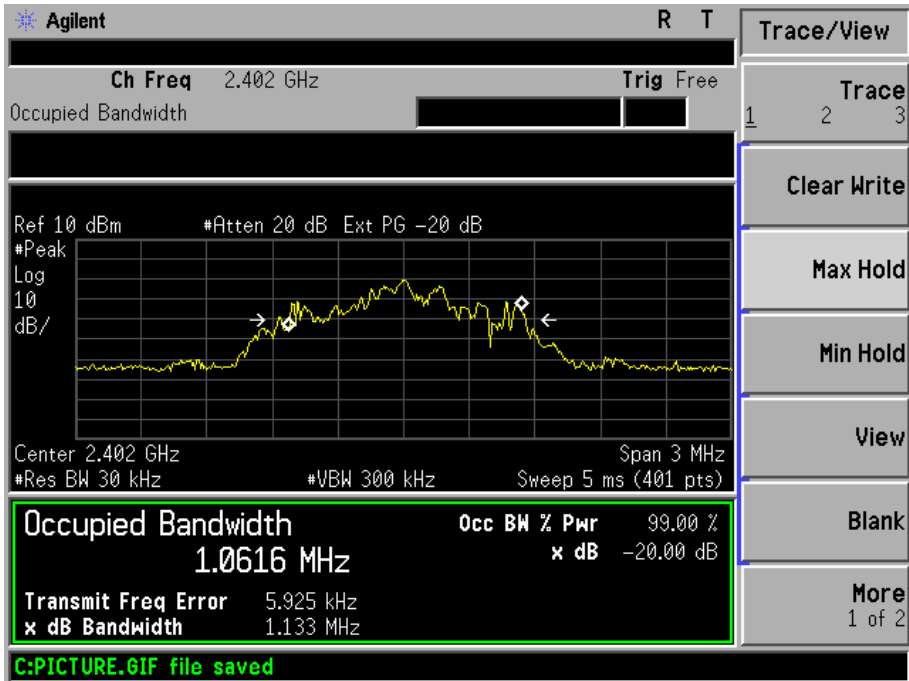 Agilent R T
Trace/View
Ch Freq 2.402 GHz Trig Free
Occupied Bandwidth
Trace
1 2 3
Clear Write
Max Hold
Min Hold
View
Blank
More
1 of 2
Ref 10 dBm #Atten 20 dB Ext PG −20 dB
#Peak
Log
10
dB/
Center 2.402 GHz Span 3 MHz
#Res BW 30 kHz #VBW 300 kHz Sweep 5 ms (401 pts)
Occupied Bandwidth Occ BW % Pwr 99.00 %
1.0616 MHz x dB −20.00 dB
Transmit Freq Error 5.925 kHz
x dB Bandwidth 1.133 MHz
C:PICTURE.GIF file saved